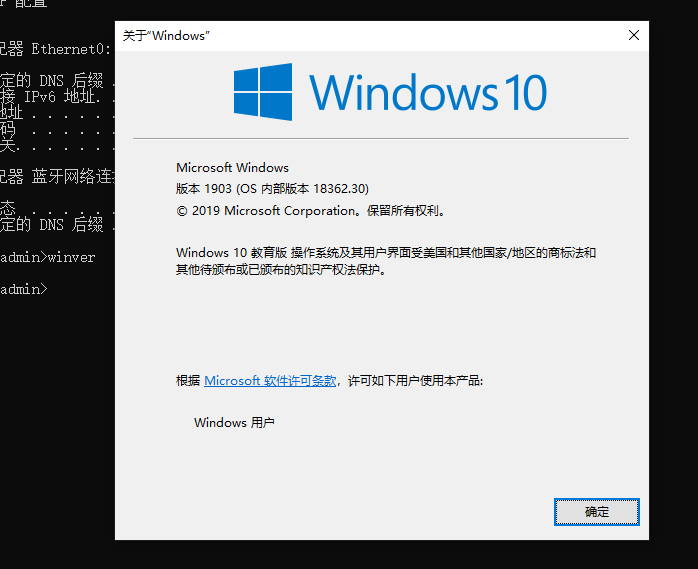 P 配置
关于“Windows”
Windows 10
配器 Ethernet0:
定的 DNS 后缀 .
接 IPv6 地址. .
地址 . . . . . .
码 . . . . . .
关. . . . . . .
配器 蓝牙网络连接
态 . . . . . .
定的 DNS 后缀 .
admin>winver
admin>
Microsoft Windows
版本 1903 (OS 内部版本 18362.30)
© 2019 Microsoft Corporation。保留所有权利。
Windows 10 教育版 操作系统及其用户界面受美国和其他国家/地区的商标法和
其他待颁布或已颁布的知识产权法保护。
根据 Microsoft 软件许可条款，许可如下用户使用本产品:
Windows 用户
确定